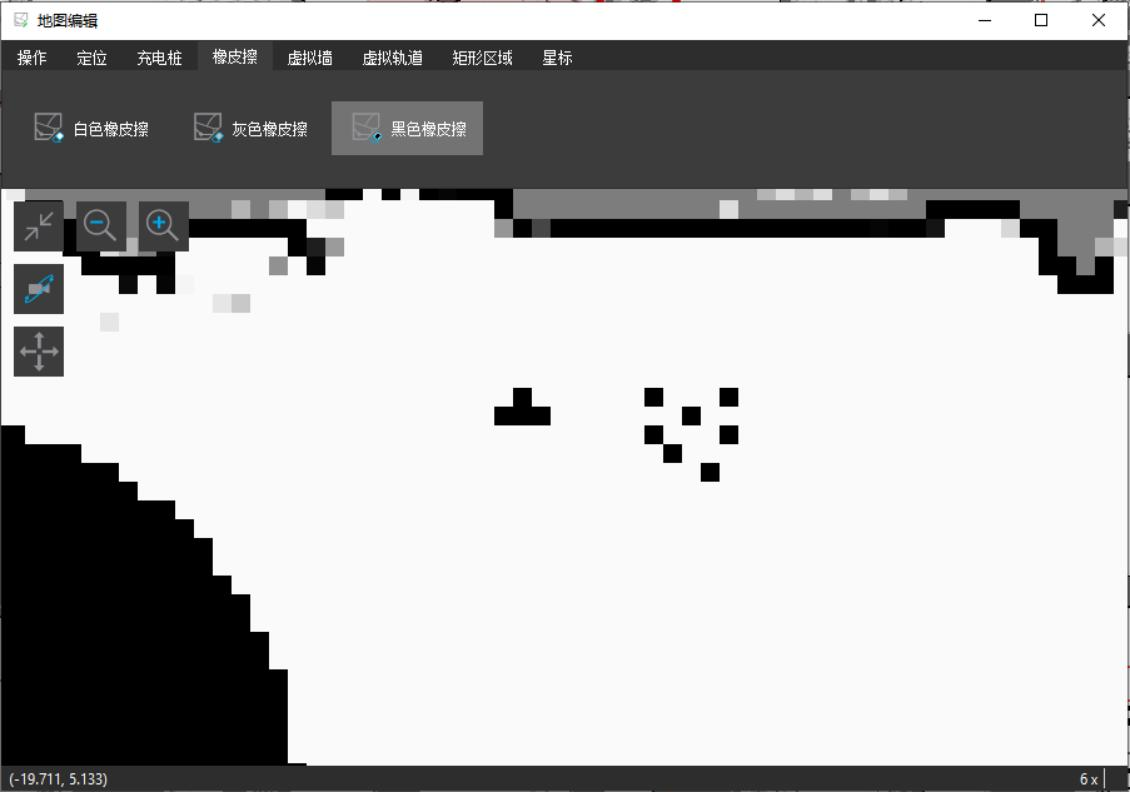 地图编辑
操作 定位 充电桩 橡皮擦 虚拟墙 虚拟轨道 矩形区域 星标
白色橡皮擦 灰色橡皮擦 黑色橡皮擦
(-19.711, 5.133) 6 x